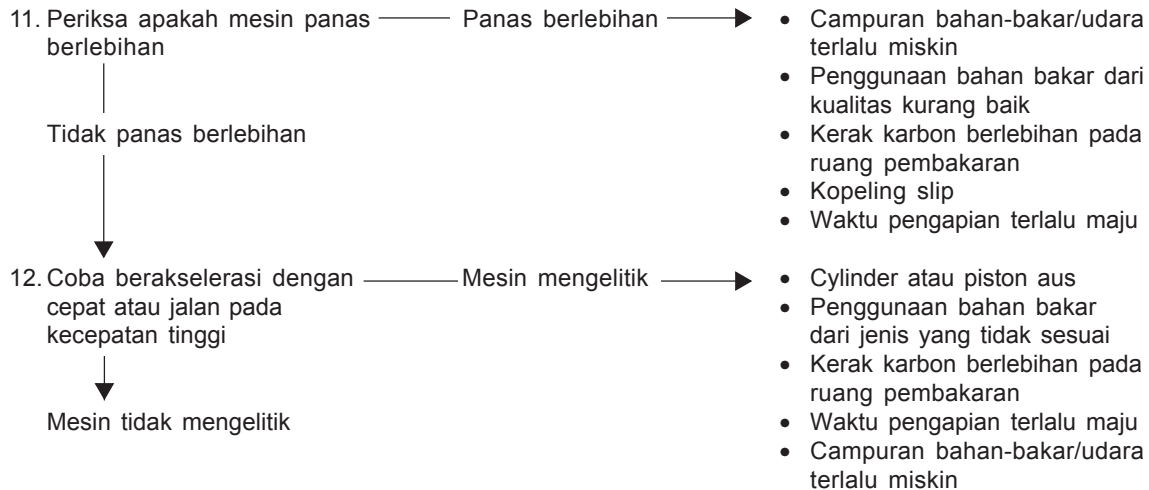 11. Periksa apakah mesin panas
berlebihan
Panas berlebihan
• Campuran bahan-bakar/udara
terlalu miskin
• Penggunaan bahan bakar dari
kualitas kurang baik
• Kerak karbon berlebihan pada
ruang pembakaran
• Kopeling slip
• Waktu pengapian terlalu maju
Tidak panas berlebihan
12. Coba berakselerasi dengan
cepat atau jalan pada
kecepatan tinggi
Mesin mengelitik
• Cylinder atau piston aus
• Penggunaan bahan bakar
dari jenis yang tidak sesuai
• Kerak karbon berlebihan pada
ruang pembakaran
• Waktu pengapian terlalu maju
• Campuran bahan-bakar/udara
terlalu miskin
Mesin tidak mengelitik